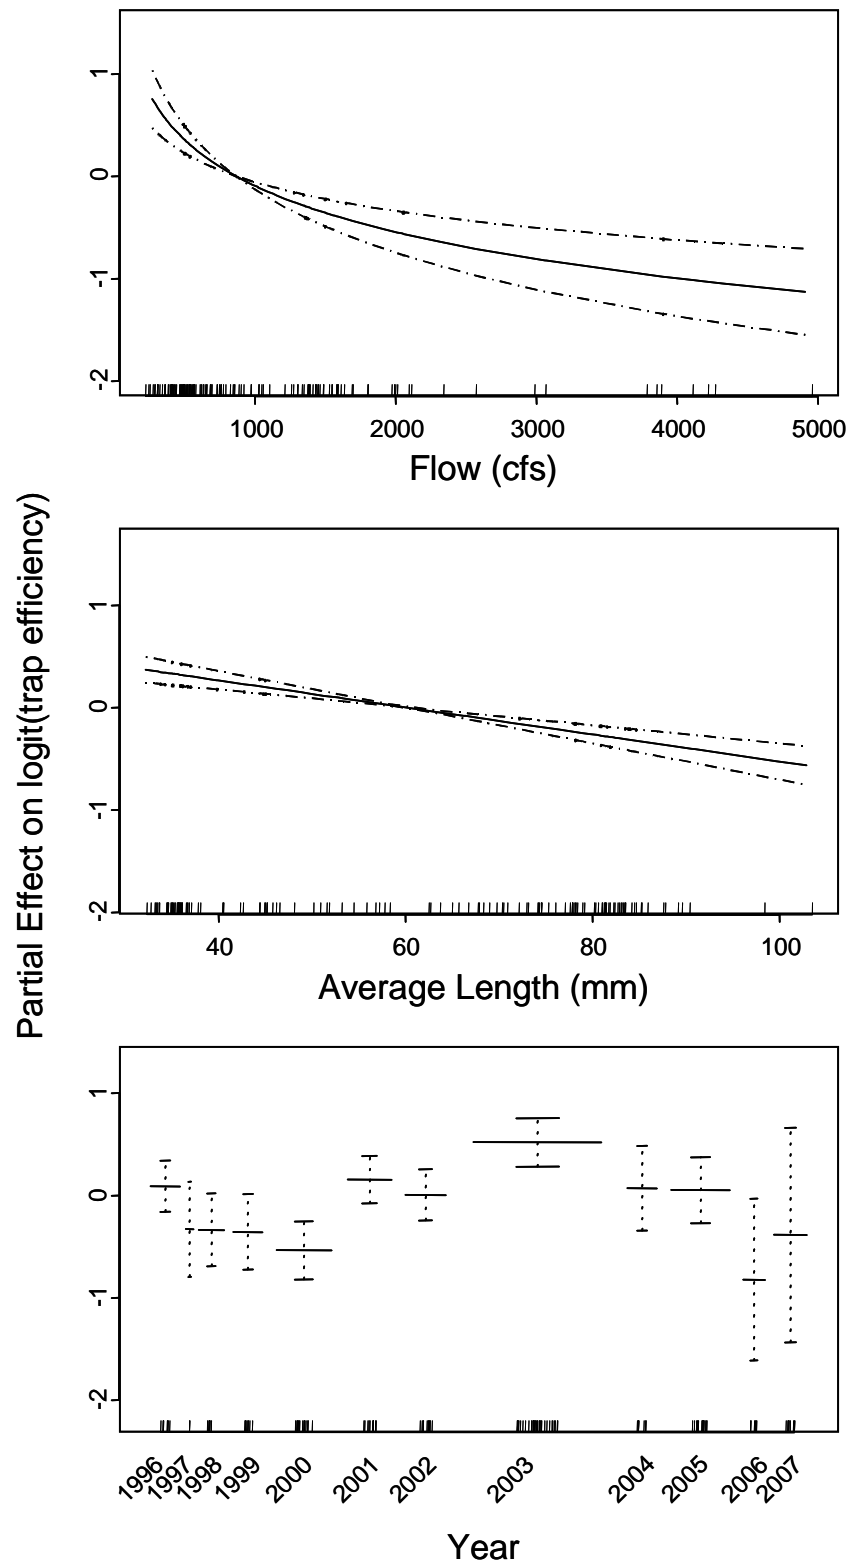 1
0
-1
-2
1000 2000 3000 4000 5000
Flow (cfs)
Partial Effect on logit(trap efficiency)
1
0
-1
-2
40 60 80 100
Average Length (mm)
1
0
-1
-2
1996 1997 1998 1999 2000 2001 2002 2003 2004 2005 2006 2007
Year